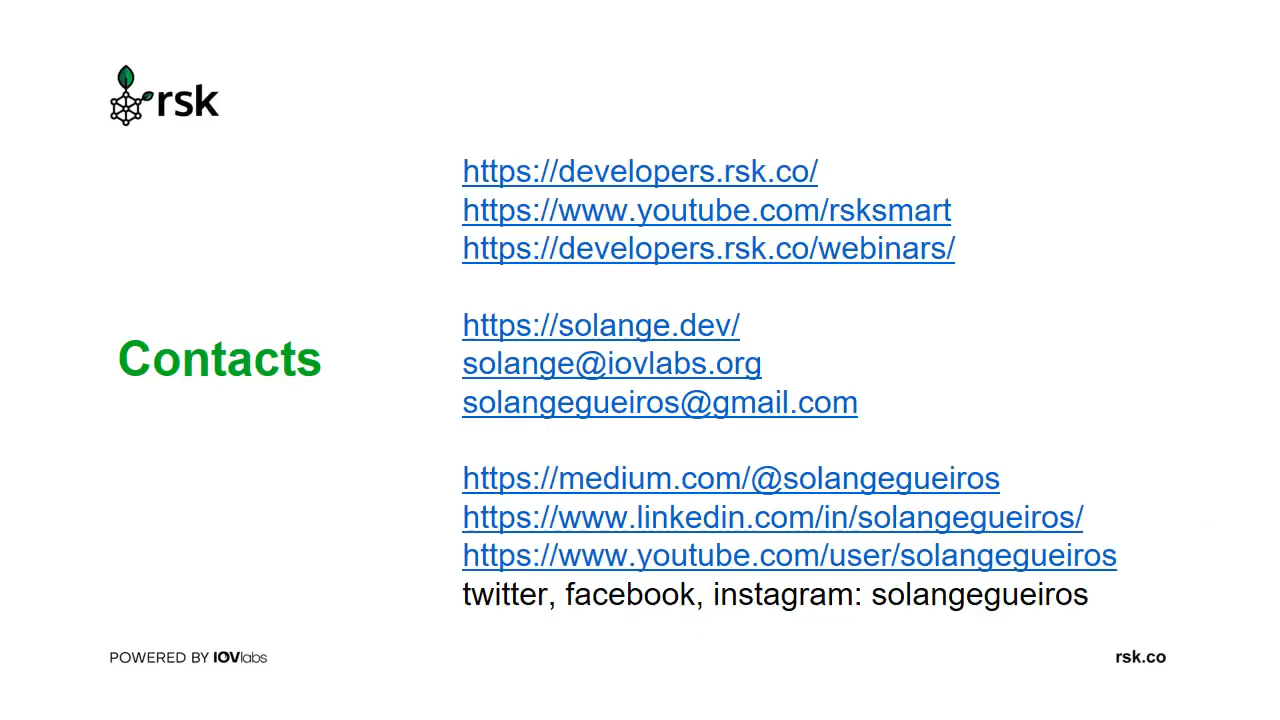 rsk
https://developers.rsk.co/
https://www.youtube.com/rsksmart
https://developers.rsk.co/webinars/
Contacts
https://solange.dev/
solange@iovlabs.org
solangegueiros@gmail.com
https://medium.com/@solangegueiros
https://www.linkedin.com/in/solangegueiros/
https://www.youtube.com/user/solangegueiros
twitter, facebook, instagram: solangegueiros
POWERED BY IOVlabs
rsk.co